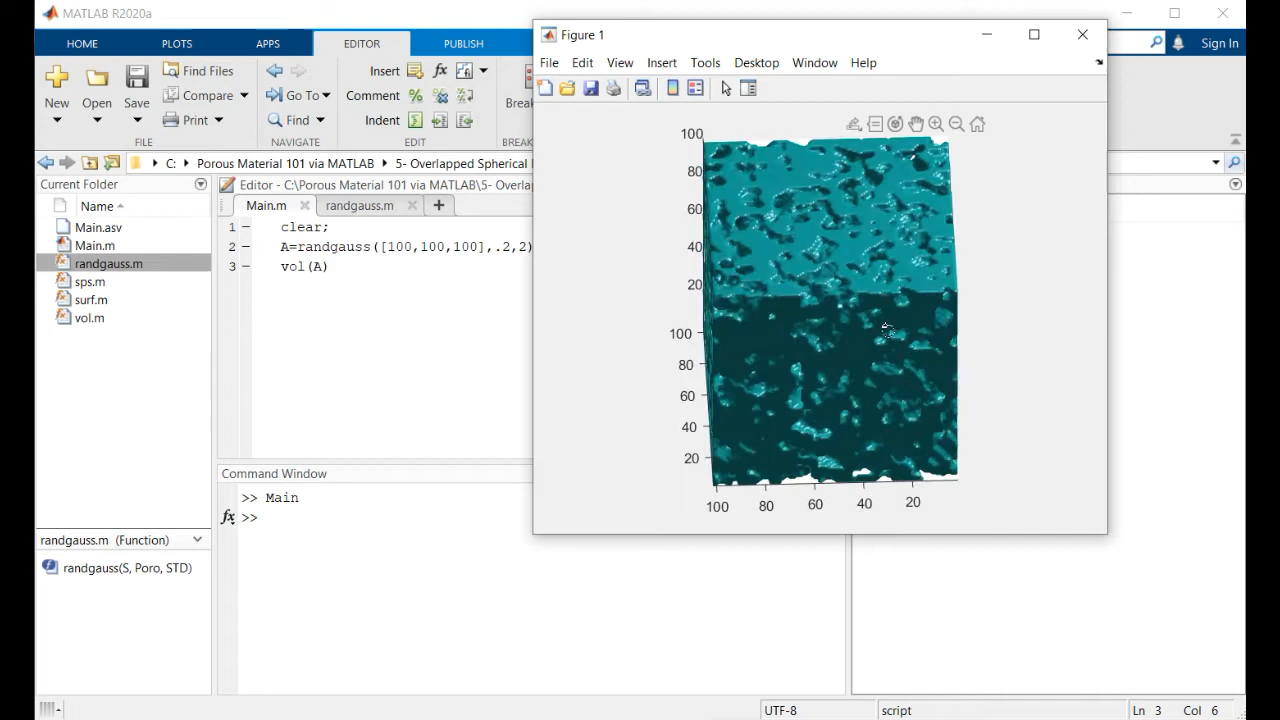 MATLAB R2020a
HOME PLOTS APPS EDITOR PUBLISH
Sign In
New Open Save
Find Files
Compare
Print
FILE
Go To
Find
NAVIGATE
Insert fx
Comment %
Indent
EDIT
Break
BREAK
C: Porous Material 101 via MATLAB 5- Overlapped Spherical
Current Folder
Name
Main.asv
Main.m
randgauss.m
sps.m
surf.m
vol.m
randgauss.m (Function)
randgauss(S, Poro, STD)
Editor - C:\Porous Material 101 via MATLAB\5- Overlap
Main.m randgauss.m +
1 clear;
2 A=randgauss([100,100,100],.2,2)
3 vol(A)
Command Window
>> Main
fx >>
Figure 1
File Edit View Insert Tools Desktop Window Help
100
80
60
40
20
100
80
60
40
20
100 80 60 40 20
UTF-8 script Ln 3 Col 6